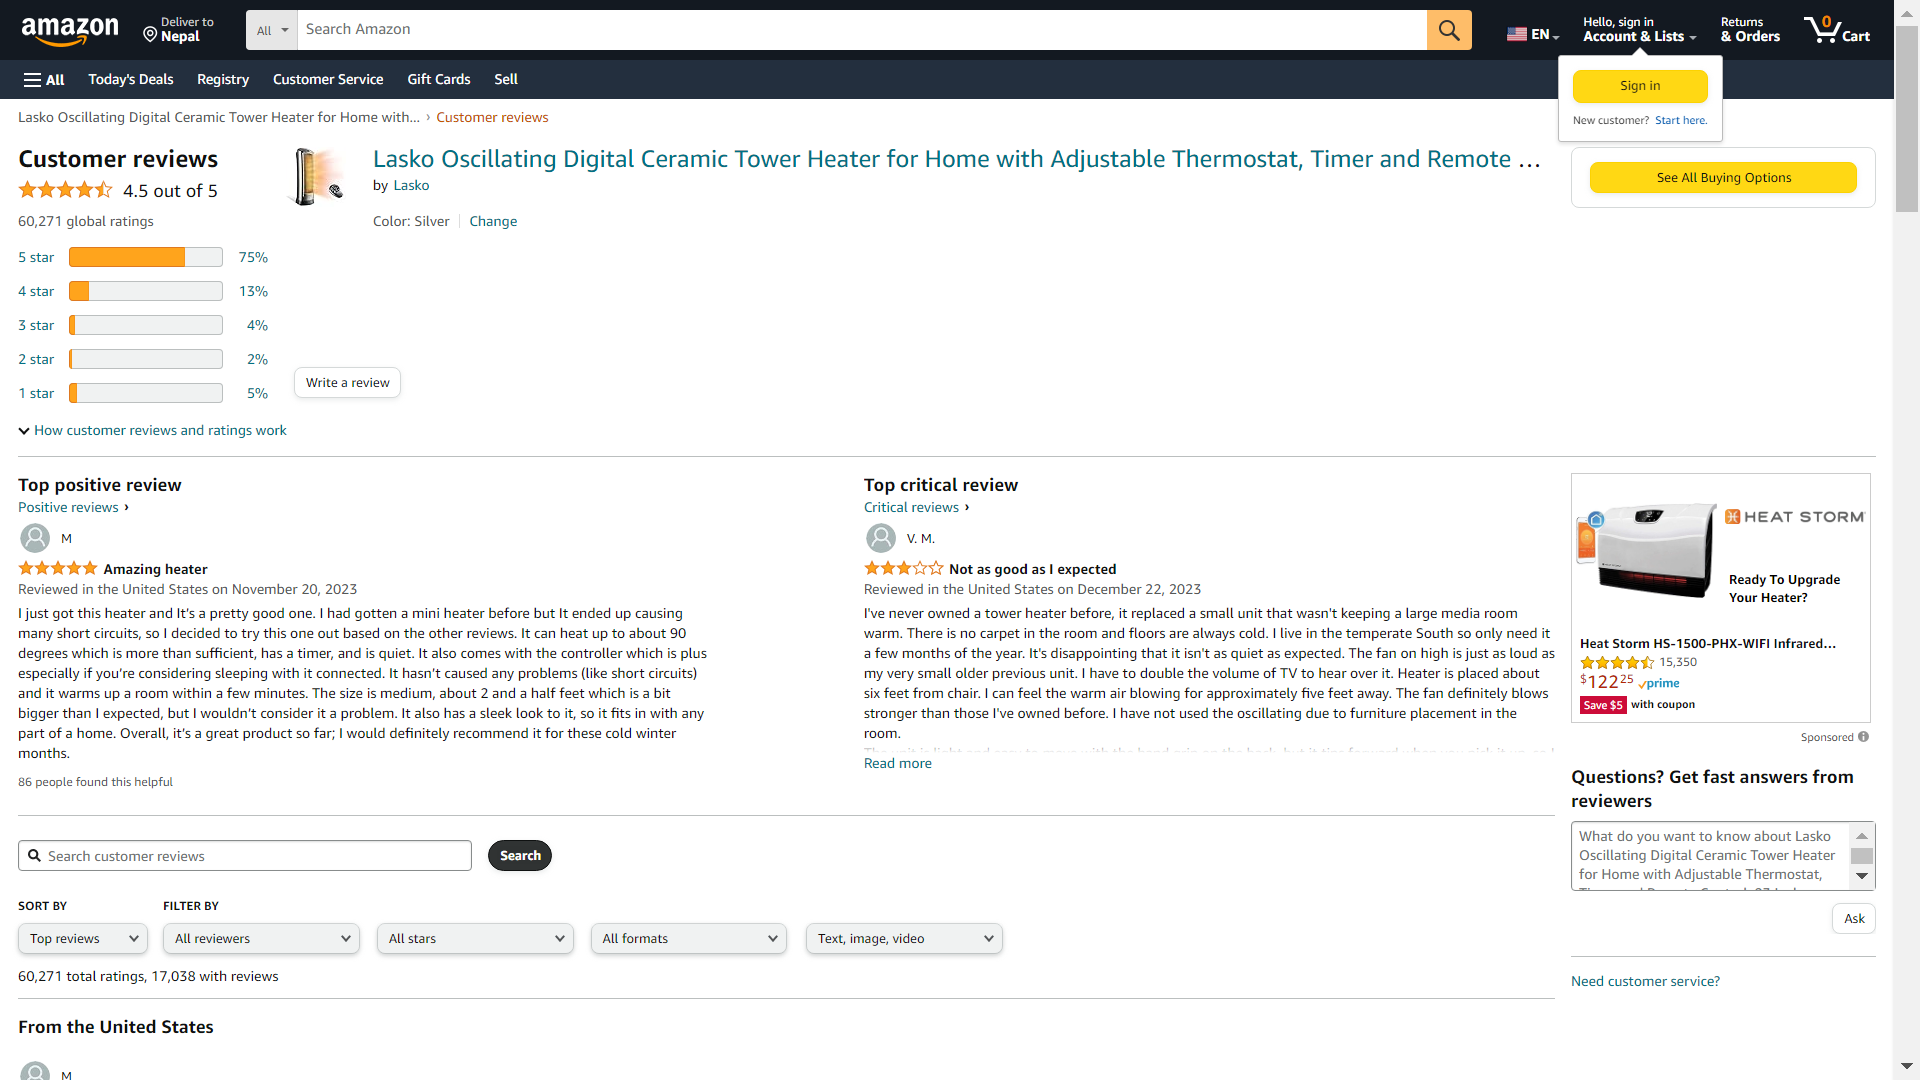 amazon
Deliver to
Nepal
All
Search Amazon
EN
Hello, sign in
Account & Lists
Returns
& Orders
0
Cart
All
Today's Deals
Registry
Customer Service
Gift Cards
Sell
Sign in
New customer? Start here.
Lasko Oscillating Digital Ceramic Tower Heater for Home with... › Customer reviews
Customer reviews
4.5 out of 5
60,271 global ratings
5 star 75%
4 star 13%
3 star 4%
2 star 2%
1 star 5%
How customer reviews and ratings work
Lasko Oscillating Digital Ceramic Tower Heater for Home with Adjustable Thermostat, Timer and Remote ...
by Lasko
Color: Silver
Change
Write a review
See All Buying Options
Top positive review
Positive reviews ›
M
Amazing heater
Reviewed in the United States on November 20, 2023
I just got this heater and It’s a pretty good one. I had gotten a mini heater before but It ended up causing
many short circuits, so I decided to try this one out based on the other reviews. It can heat up to about 90
degrees which is more than sufficient, has a timer, and is quiet. It also comes with the controller which is plus
especially if you’re considering sleeping with it connected. It hasn’t caused any problems (like short circuits)
and it warms up a room within a few minutes. The size is medium, about 2 and a half feet which is a bit
bigger than I expected, but I wouldn’t consider it a problem. It also has a sleek look to it, so it fits in with any
part of a home. Overall, it’s a great product so far; I would definitely recommend it for these cold winter
months.
86 people found this helpful
Top critical review
Critical reviews ›
V. M.
Not as good as I expected
Reviewed in the United States on December 22, 2023
I've never owned a tower heater before, it replaced a small unit that wasn't keeping a large media room
warm. There is no carpet in the room and floors are always cold. I live in the temperate South so only need it
a few months of the year. It's disappointing that it isn't as quiet as expected. The fan on high is just as loud as
my very small older previous unit. I have to double the volume of TV to hear over it. Heater is placed about
six feet from chair. I can feel the warm air blowing for approximately five feet away. The fan definitely blows
stronger than those I've owned before. I have not used the oscillating due to furniture placement in the
room.
Read more
HEAT STORM
Ready To Upgrade
Your Heater?
Heat Storm HS-1500-PHX-WIFI Infrared...
15,350
$122 25 prime
Save $5 with coupon
Sponsored
Questions? Get fast answers from
reviewers
What do you want to know about Lasko
Oscillating Digital Ceramic Tower Heater
for Home with Adjustable Thermostat,
Ask
Need customer service?
Search customer reviews
Search
SORT BY
FILTER BY
Top reviews
All reviewers
All stars
All formats
Text, image, video
60,271 total ratings, 17,038 with reviews
From the United States
M